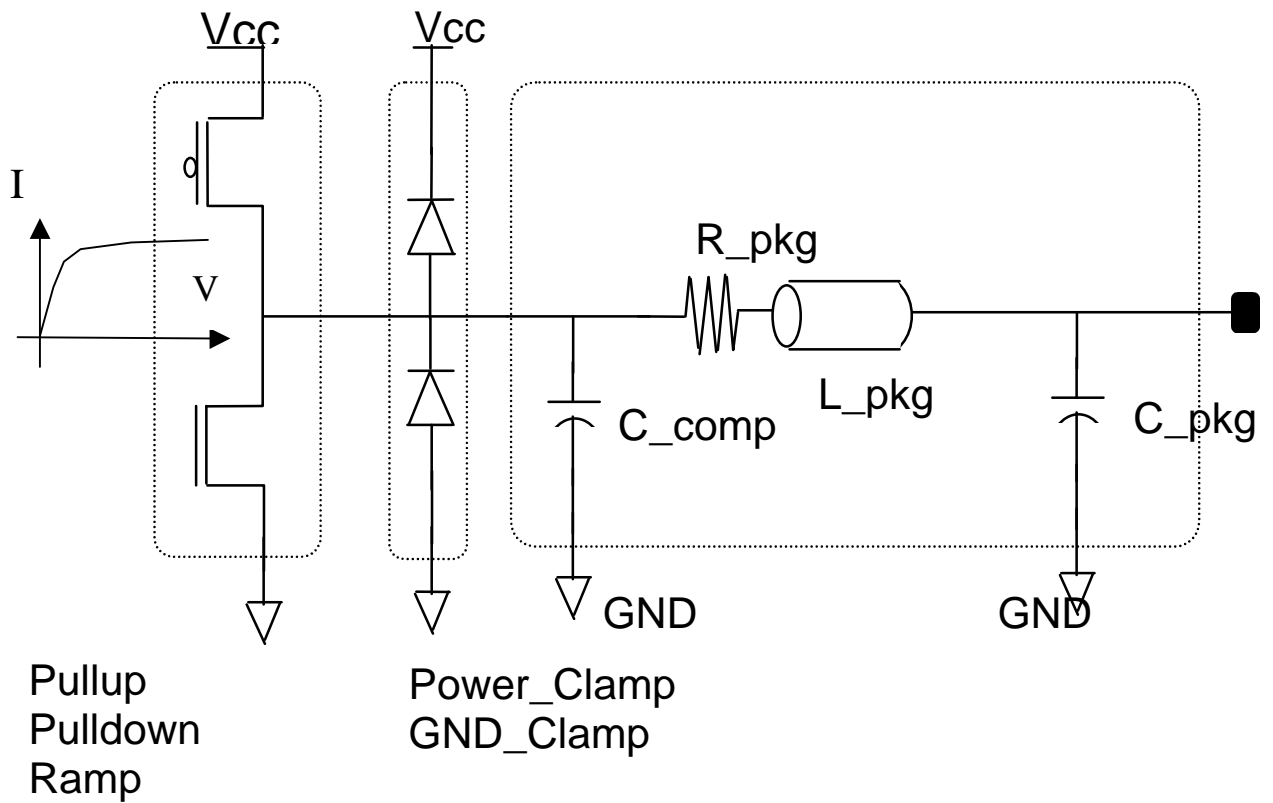 Vcc
Vcc
I
V
R_pkg
L_pkg
C_comp
C_pkg
GND
GND
Pullup
Pulldown
Ramp
Power_Clamp
GND_Clamp